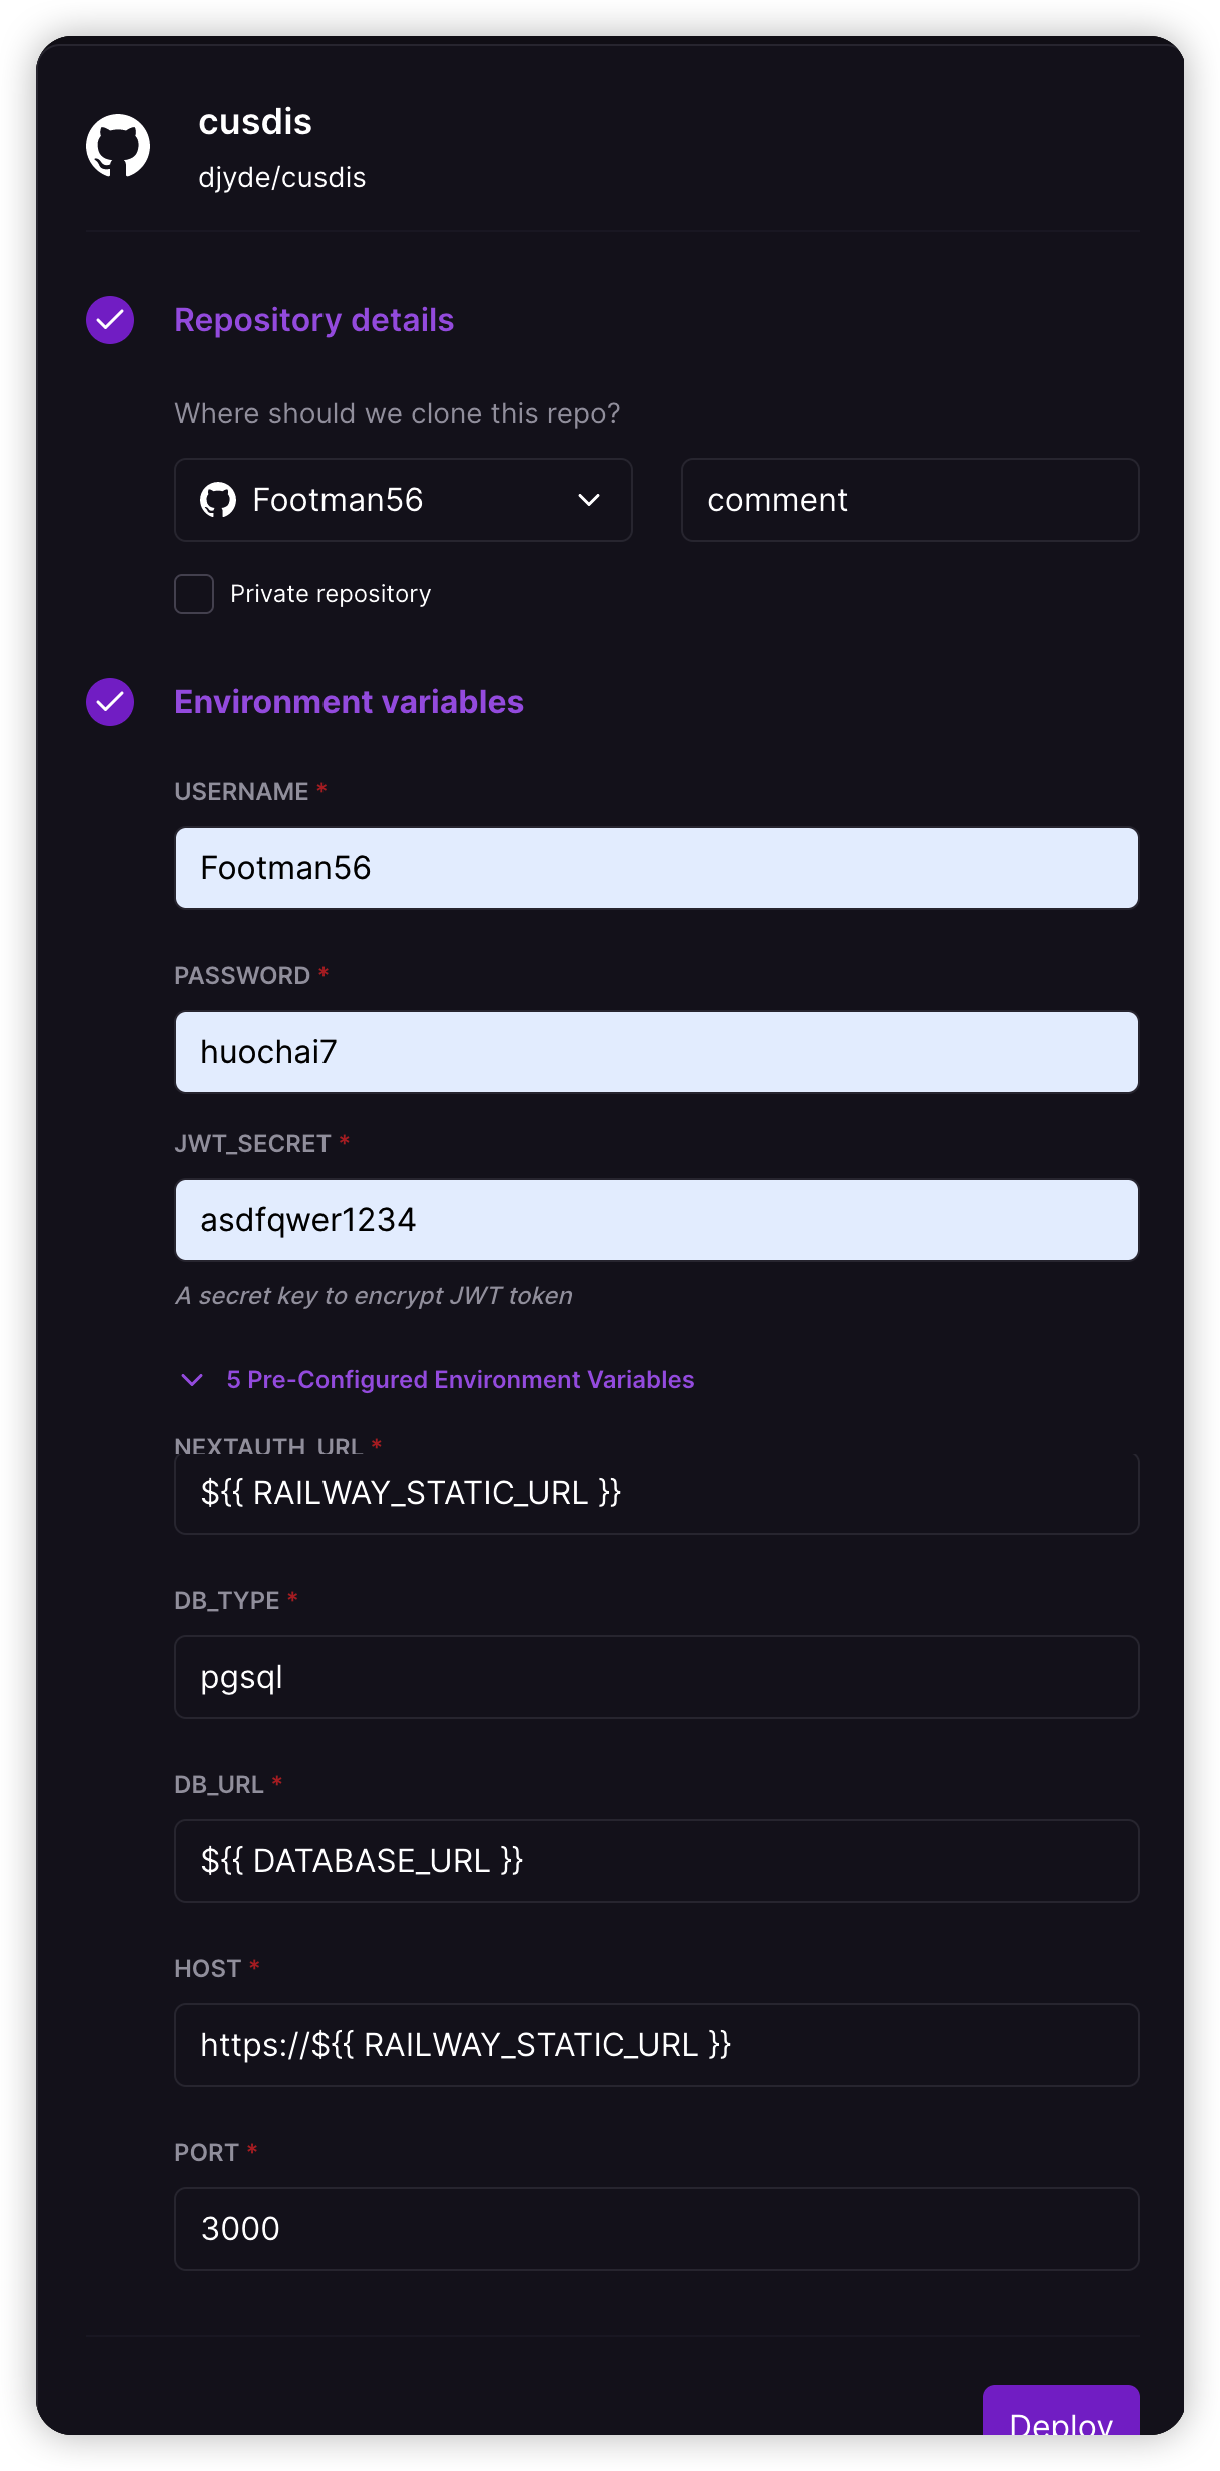 cusdis
djyde/cusdis
Repository details
Where should we clone this repo?
Footman56
comment
Private repository
Environment variables
USERNAME *
Footman56
PASSWORD *
huochai7
JWT_SECRET *
asdfqwer1234
A secret key to encrypt JWT token
5 Pre-Configured Environment Variables
NEXTAUTH_URL *
${{ RAILWAY_STATIC_URL }}
DB_TYPE *
pgsql
DB_URL *
${{ DATABASE_URL }}
HOST *
https://${{ RAILWAY_STATIC_URL }}
PORT *
3000
Deploy